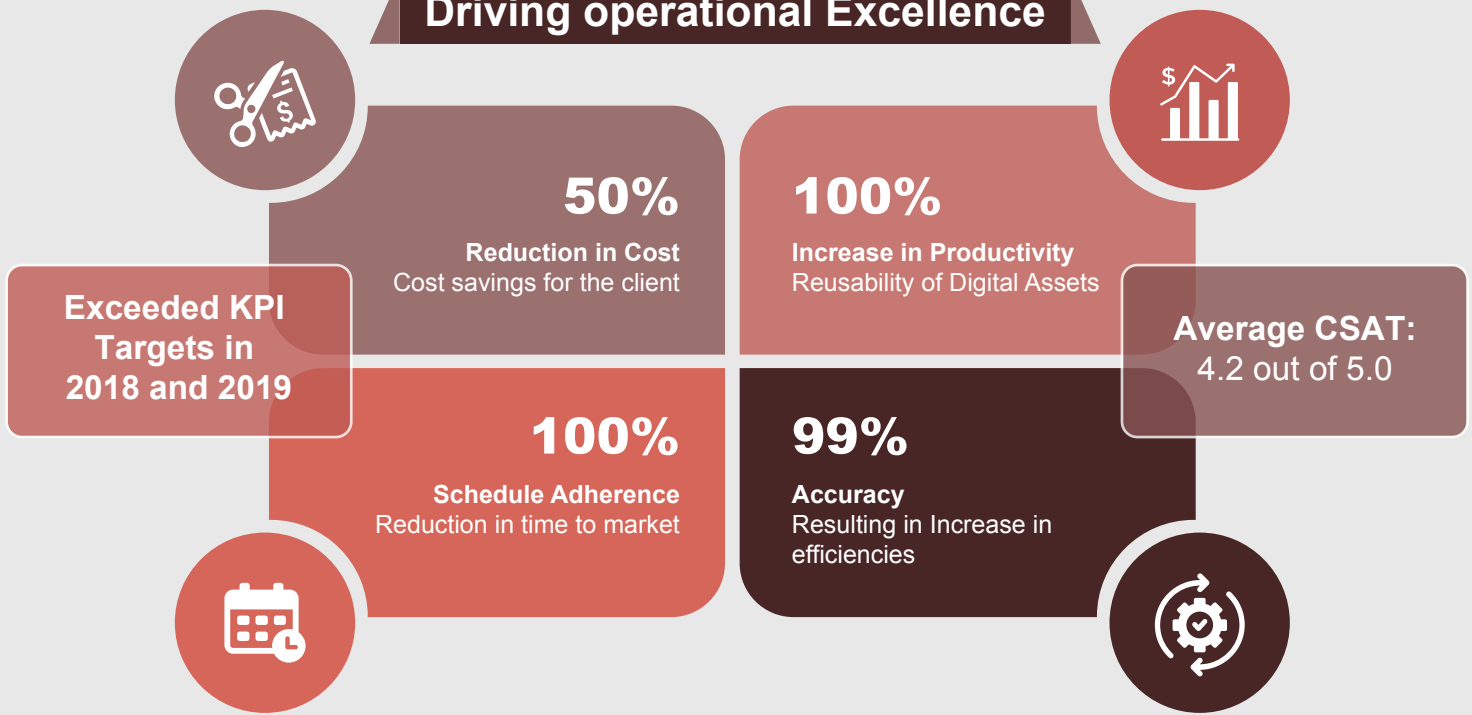 Driving operational Excellence
$
$
50%
Reduction in Cost
Cost savings for the client
100%
Increase in Productivity
Reusability of Digital Assets
Exceeded KPI
Targets in
2018 and 2019
Average CSAT:
4.2 out of 5.0
100%
Schedule Adherence
Reduction in time to market
99%
Accuracy
Resulting in Increase in
efficiencies